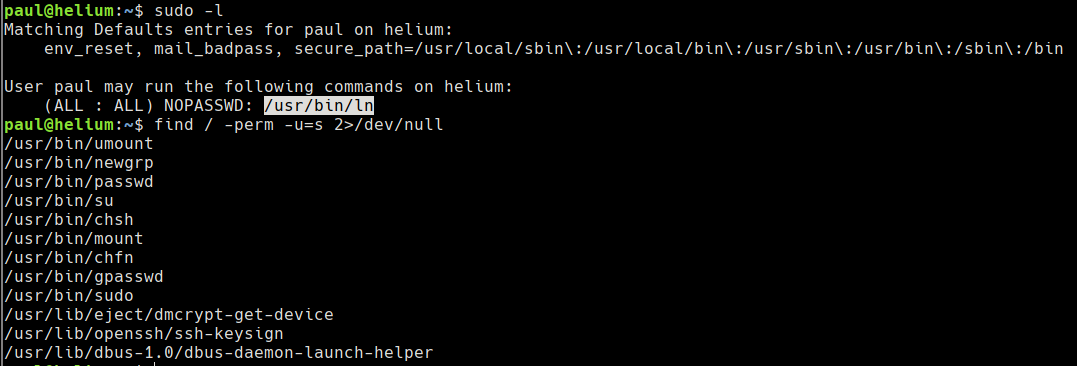 paul@helium:~$ sudo -l
Matching Defaults entries for paul on helium:
    env_reset, mail_badpass, secure_path=/usr/local/sbin\:/usr/local/bin\:/usr/sbin\:/usr/bin\:/sbin\:/bin

User paul may run the following commands on helium:
    (ALL : ALL) NOPASSWD: /usr/bin/ln
paul@helium:~$ find / -perm -u=s 2>/dev/null
/usr/bin/umount
/usr/bin/newgrp
/usr/bin/passwd
/usr/bin/su
/usr/bin/chsh
/usr/bin/mount
/usr/bin/chfn
/usr/bin/gpasswd
/usr/bin/sudo
/usr/lib/eject/dmcrypt-get-device
/usr/lib/openssh/ssh-keysign
/usr/lib/dbus-1.0/dbus-daemon-launch-helper